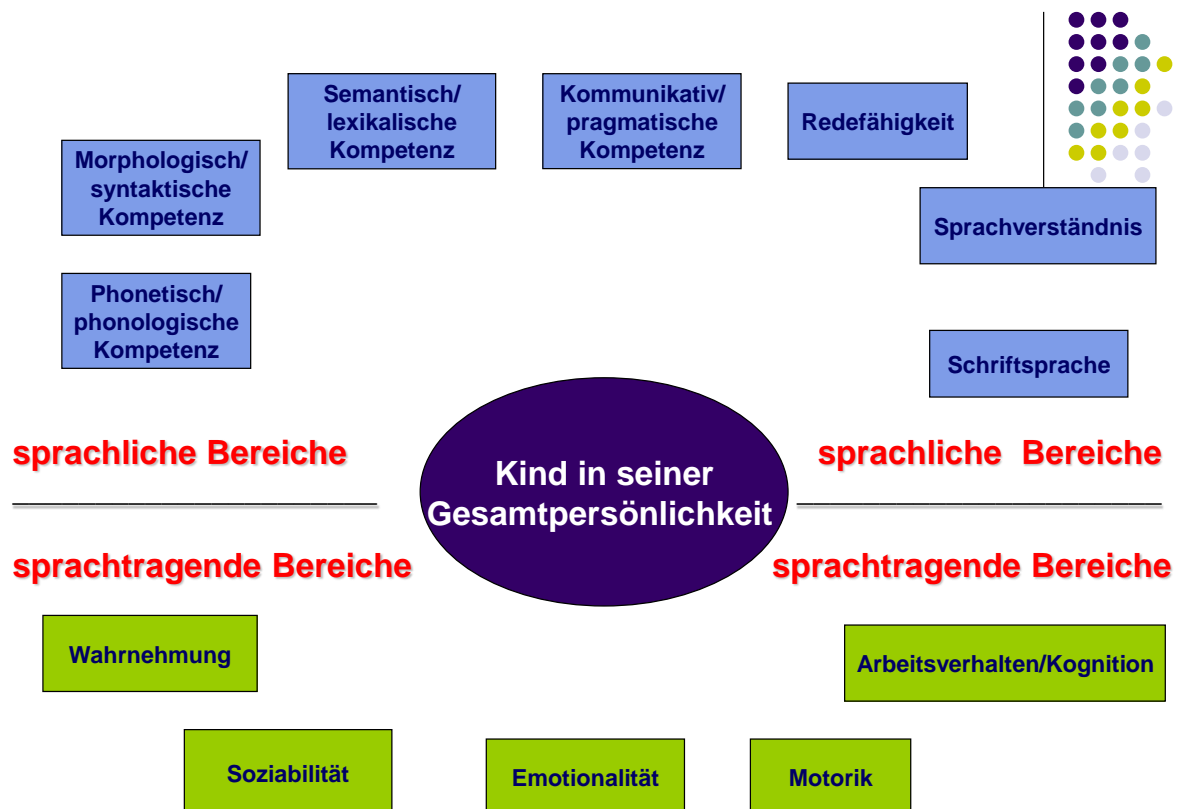 Semantisch/
lexikalische
Kompetenz
Kommunikativ/
pragmatische
Kompetenz
Redefähigkeit
Morphologisch/
syntaktische
Kompetenz
Sprachverständnis
Phonetisch/
phonologische
Kompetenz
Schriftsprache
sprachliche Bereiche
sprachliche Bereiche
Kind in seiner
Gesamtpersönlichkeit
sprachtragende Bereiche
sprachtragende Bereiche
Wahrnehmung
Arbeitsverhalten/Kognition
Soziabilität
Emotionalität
Motorik